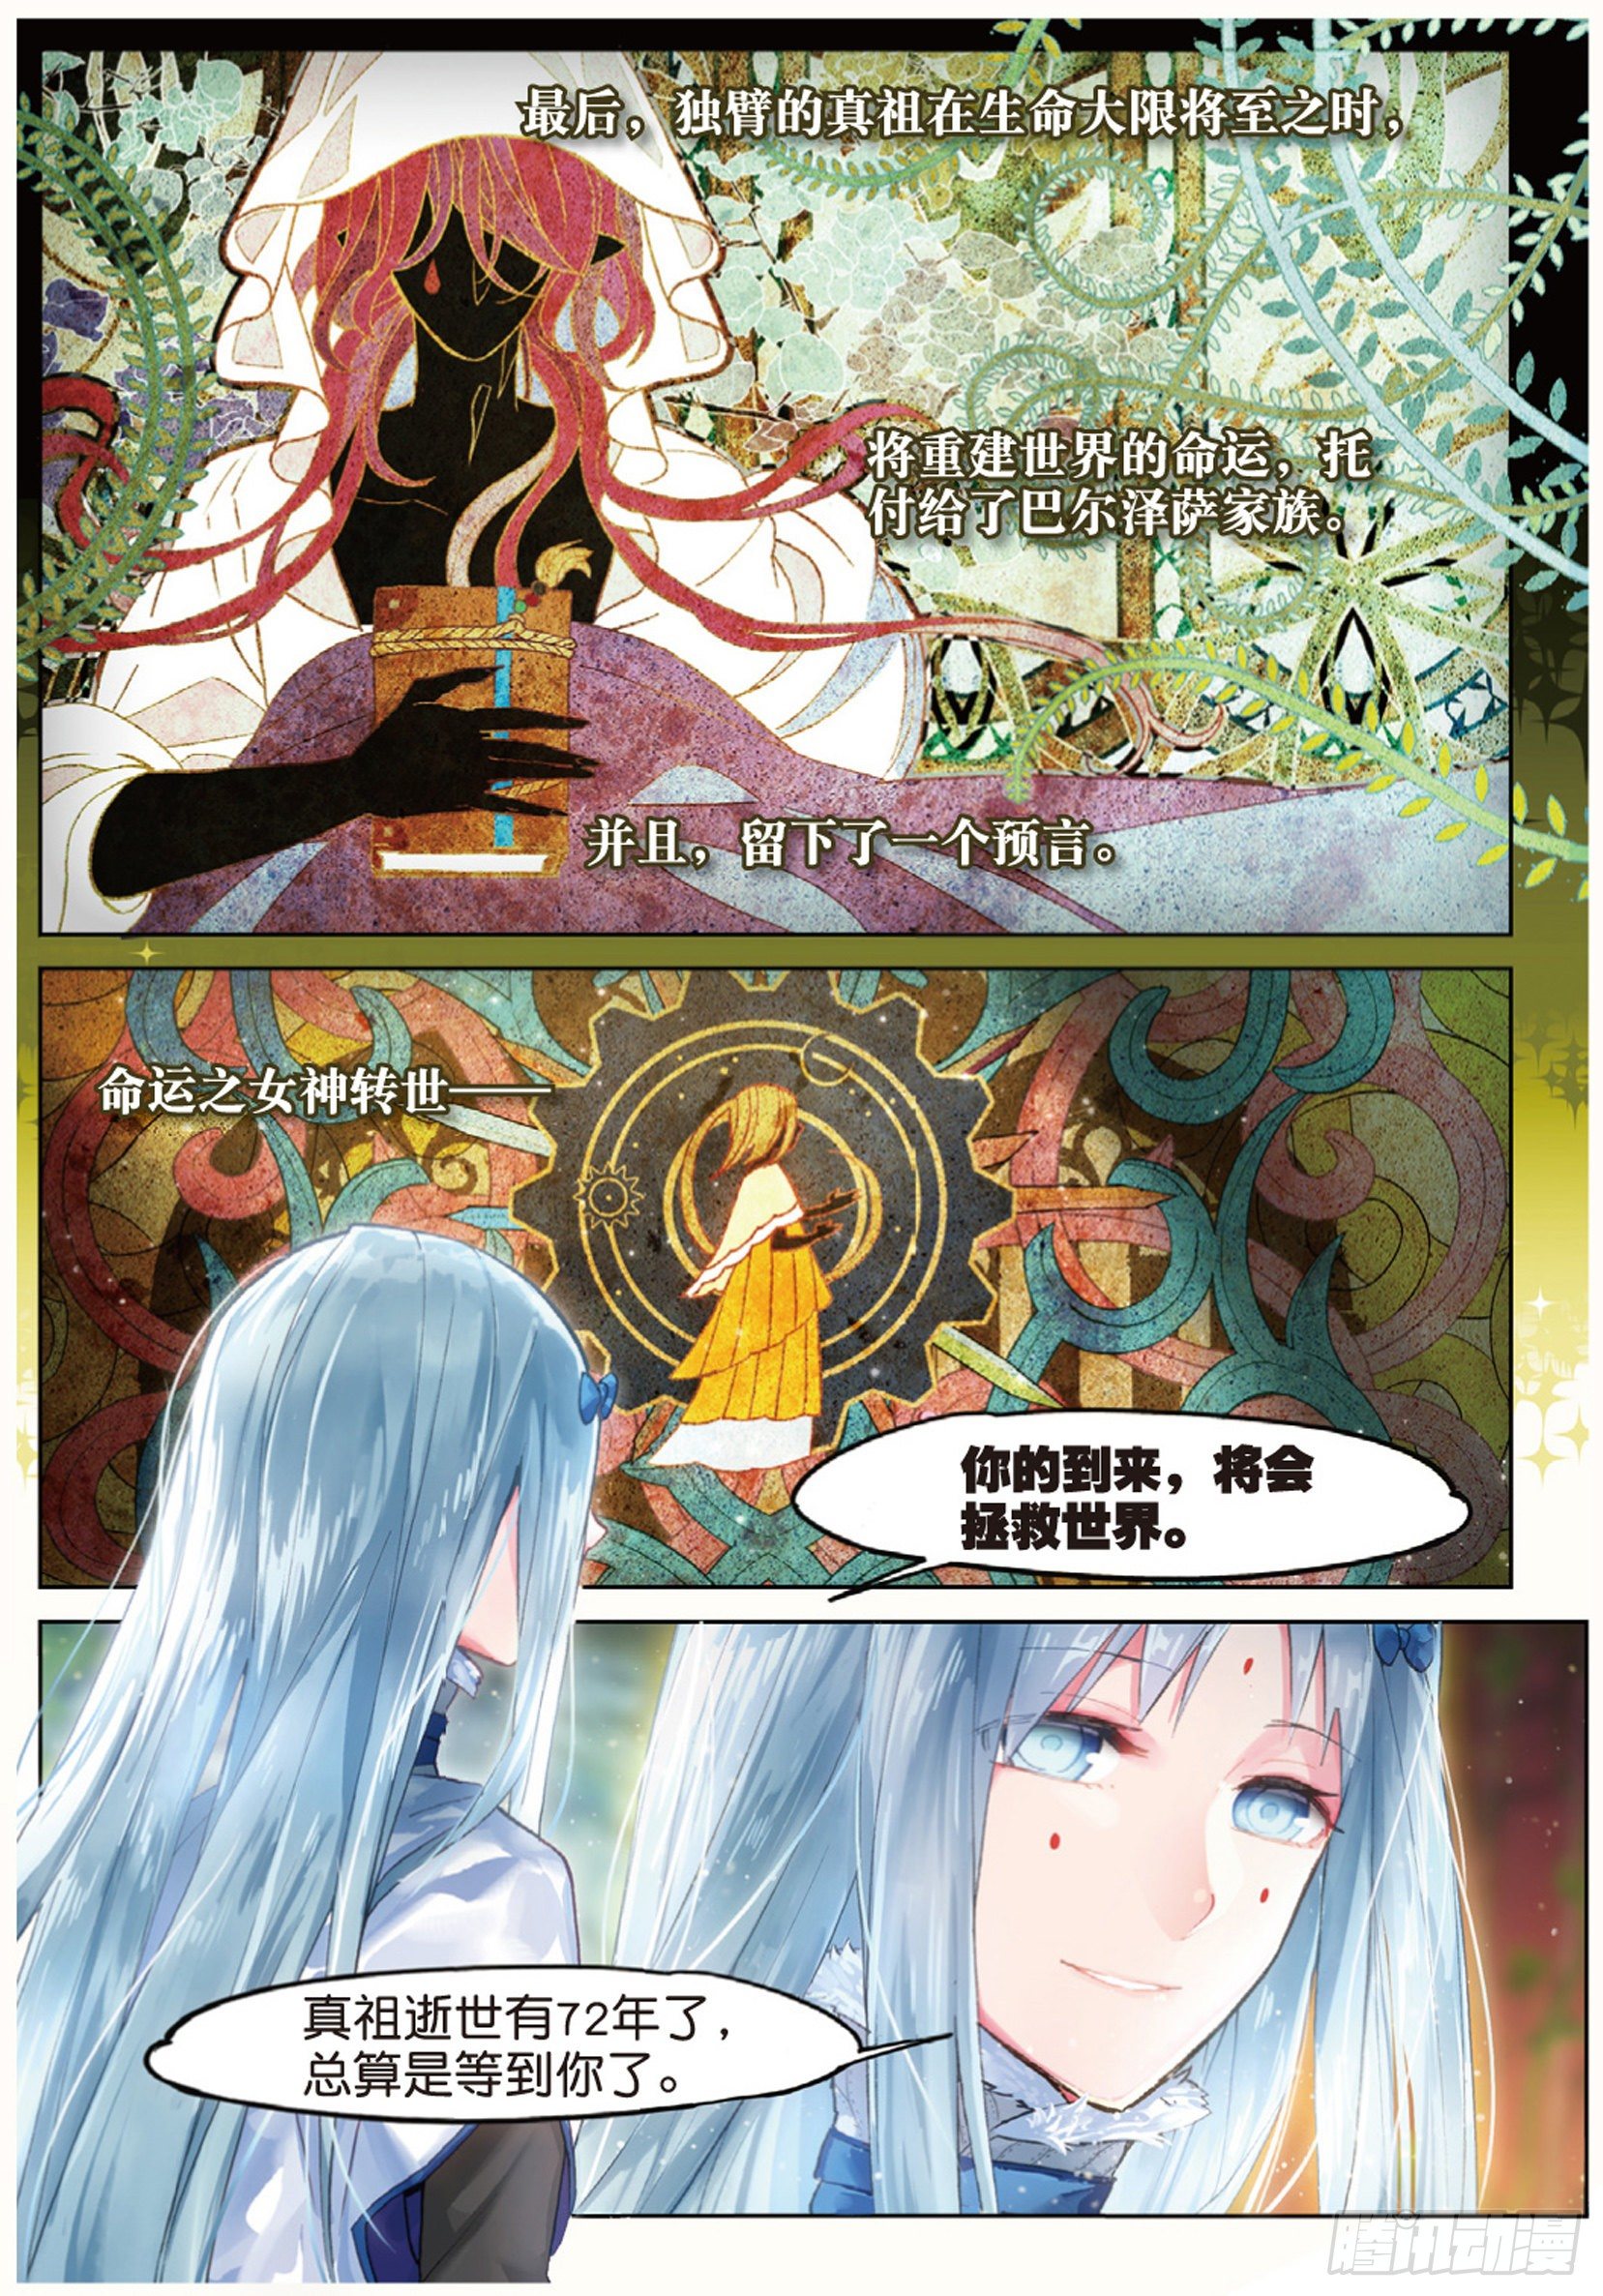 最后，独臂的真祖在生命大限将至之时，
将重建世界的命运，托
付给了巴尔泽萨家族。
并且，留下了一个预言。
命运之女神转世——
你的到来，将会
拯救世界。
真祖逝世有72年了，
总算是等到你了。
腾讯动漫